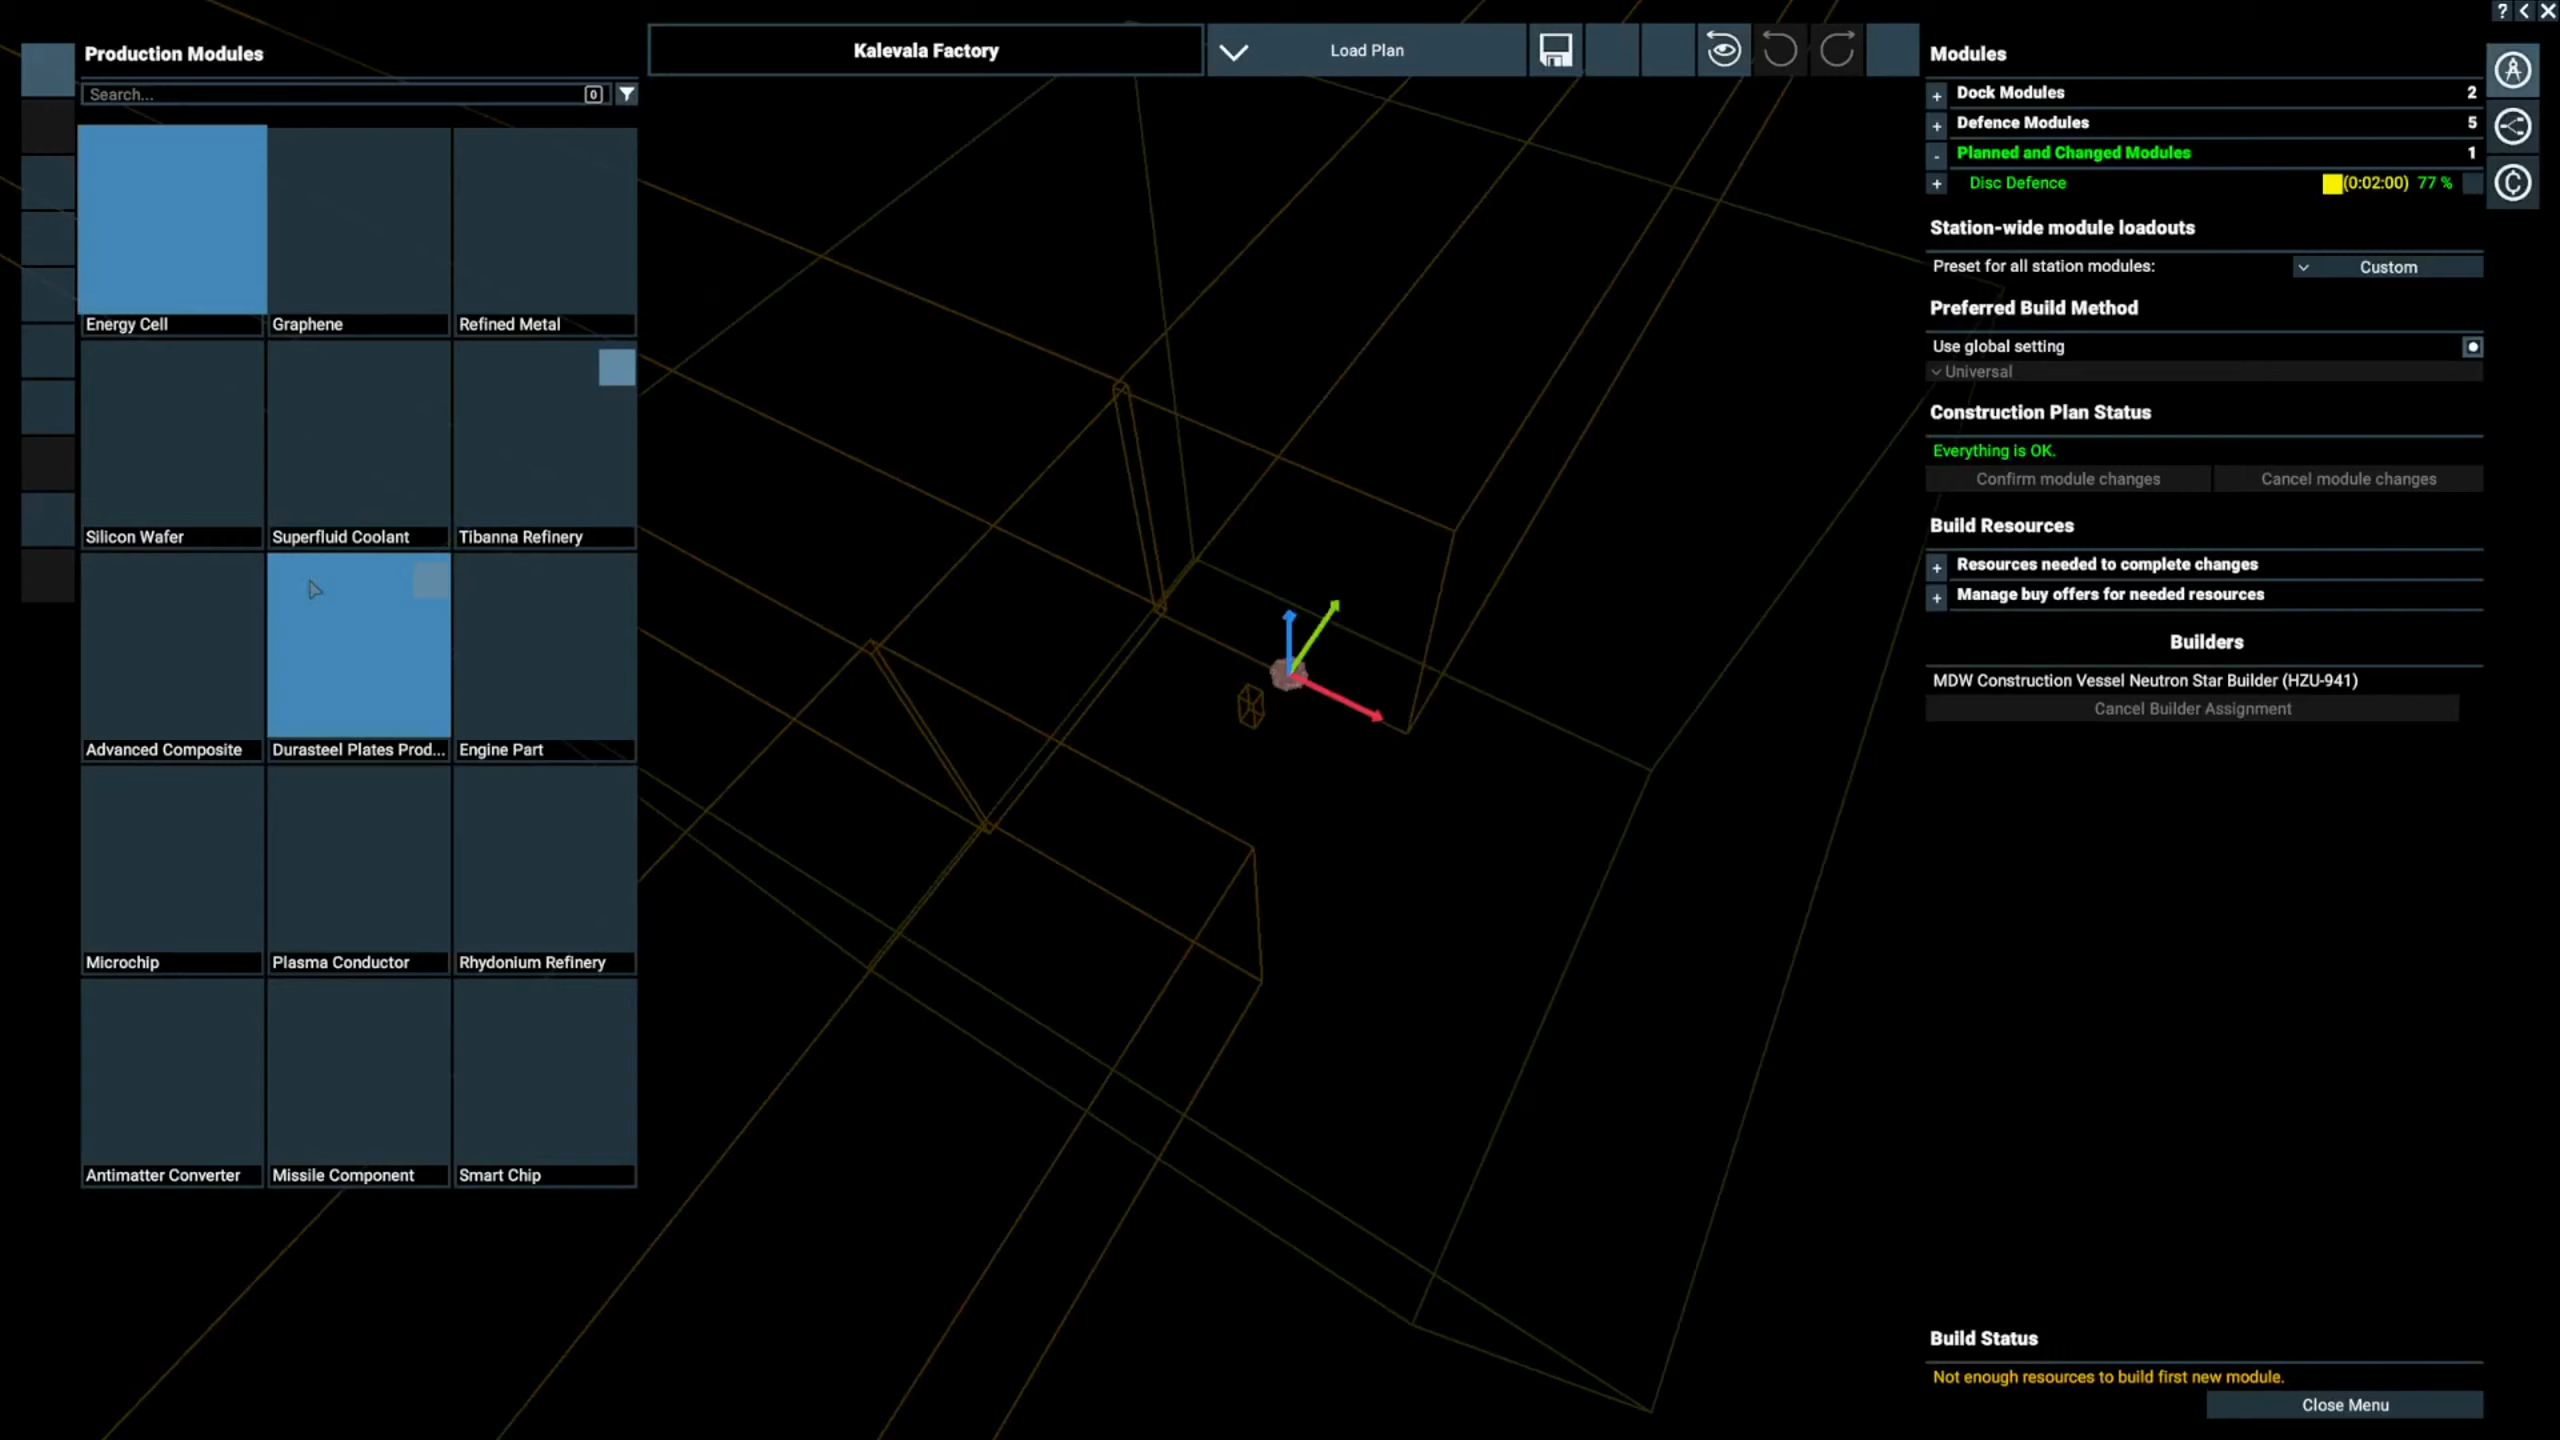 Production Modules
Search...
0
Energy Cell
Graphene
Refined Metal
Silicon Wafer
Superfluid Coolant
Tibanna Refinery
Advanced Composite
Durasteel Plates Prod...
Engine Part
Microchip
Plasma Conductor
Rhydonium Refinery
Antimatter Converter
Missile Component
Smart Chip
Kalevala Factory
Load Plan
? < X
Modules
+ Dock Modules 2
+ Defence Modules 5
- Planned and Changed Modules 1
+ Disc Defence (0:02:00) 77 %
Station-wide module loadouts
Preset for all station modules: Custom
Preferred Build Method
Use global setting
Universal
Construction Plan Status
Everything is OK.
Confirm module changes Cancel module changes
Build Resources
+ Resources needed to complete changes
+ Manage buy offers for needed resources
Builders
MDW Construction Vessel Neutron Star Builder (HZU-941)
Cancel Builder Assignment
Build Status
Not enough resources to build first new module.
Close Menu